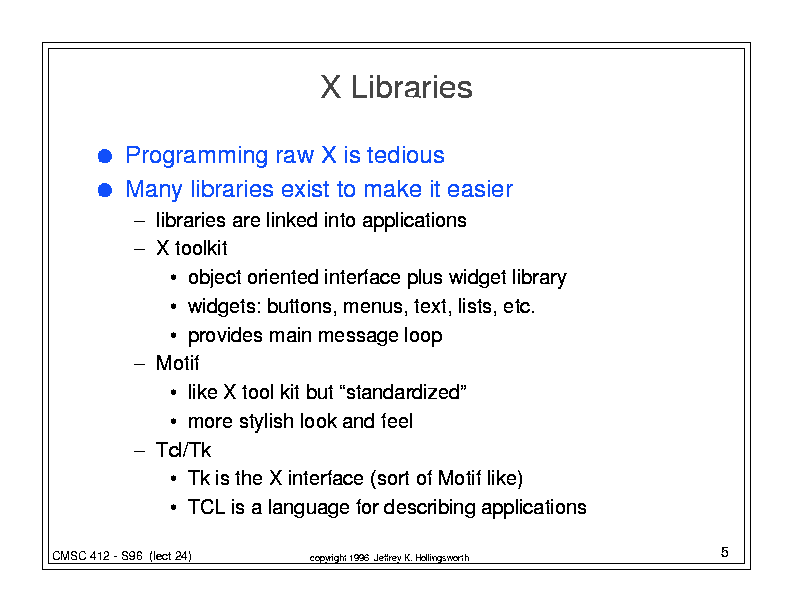 X Libraries
● Programming raw X is tedious
● Many libraries exist to make it easier
– libraries are linked into applications
– X toolkit
• object oriented interface plus widget library
• widgets: buttons, menus, text, lists, etc.
• provides main message loop
– Motif
• like X tool kit but “standardized”
• more stylish look and feel
– Tcl/Tk
• Tk is the X interface (sort of Motif like)
• TCL is a language for describing applications
CMSC 412 - S96 (lect 24)
copyright 1996 Jeffrey K. Hollingsworth
5